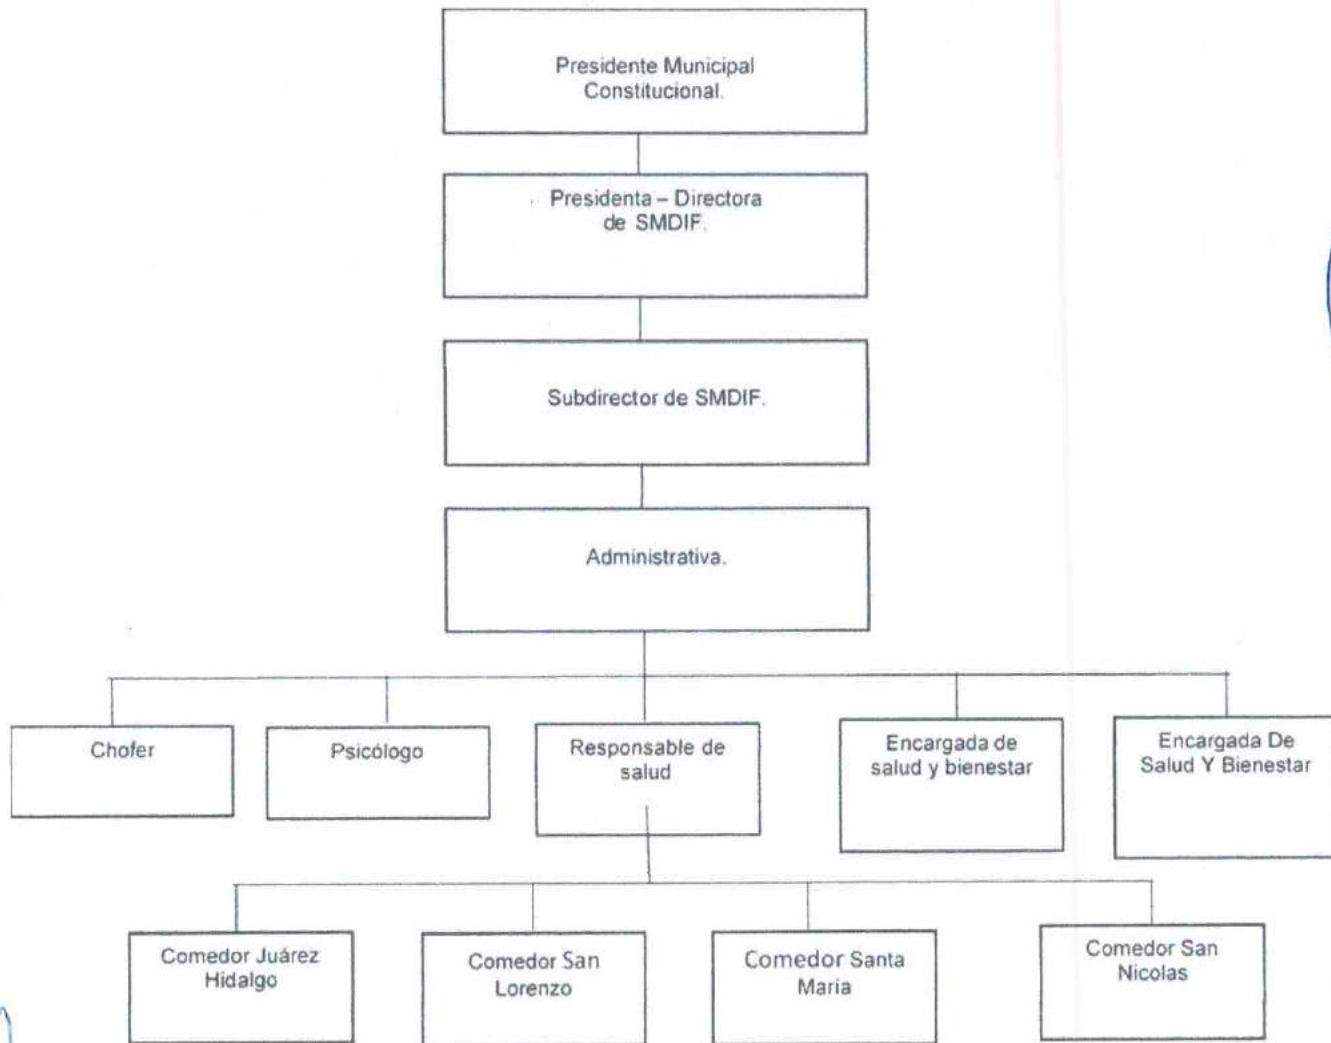 Presidente Municipal
Constitucional.
Presidenta – Directora
de SMDIF.
Subdirector de SMDIF.
Administrativa.
Chofer
Psicólogo
Responsable de
salud
Encargada de
salud y bienestar
Encargada De
Salud Y Bienestar
Comedor Juárez
Hidalgo
Comedor San
Lorenzo
Comedor Santa
Maria
Comedor San
Nicolas